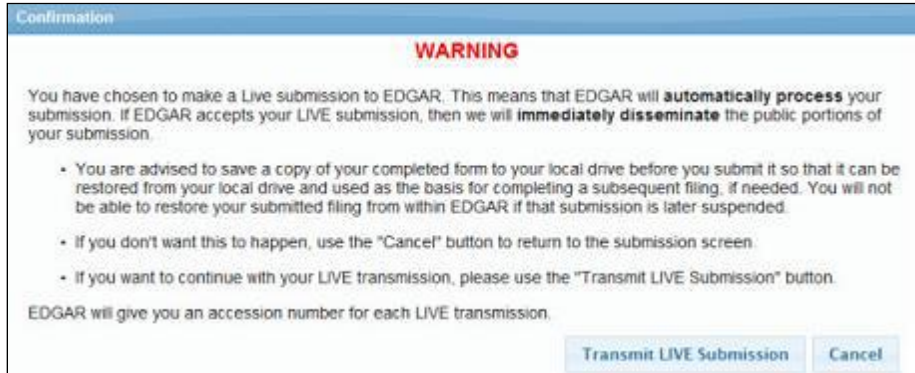 Confirmation
WARNING
You have chosen to make a Live submission to EDGAR. This means that EDGAR will automatically process your
submission. If EDGAR accepts your LIVE submission, then we will immediately disseminate the public portions of
your submission.
• You are advised to save a copy of your completed form to your local drive before you submit it so that it can be
restored from your local drive and used as the basis for completing a subsequent filing, if needed. You will not
be able to restore your submitted filing from within EDGAR if that submission is later suspended.
• If you don't want this to happen, use the "Cancel" button to return to the submission screen.
• If you want to continue with your LIVE transmission, please use the "Transmit LIVE Submission" button.
EDGAR will give you an accession number for each LIVE transmission.
Transmit LIVE Submission Cancel